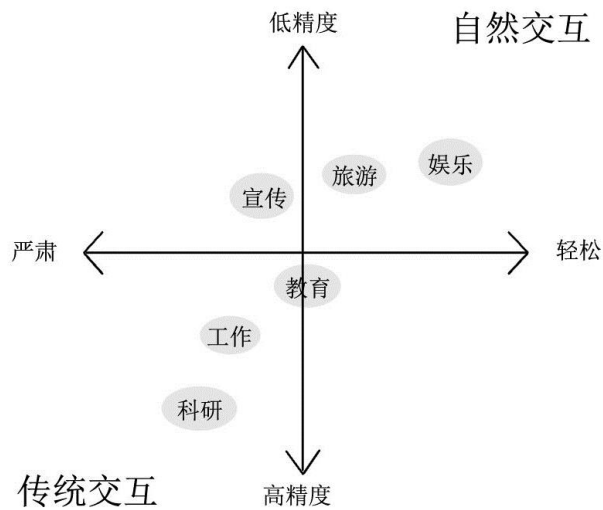 低精度
自然交互
娱乐
旅游
宣传
严肃
轻松
教育
工作
科研
传统交互
高精度